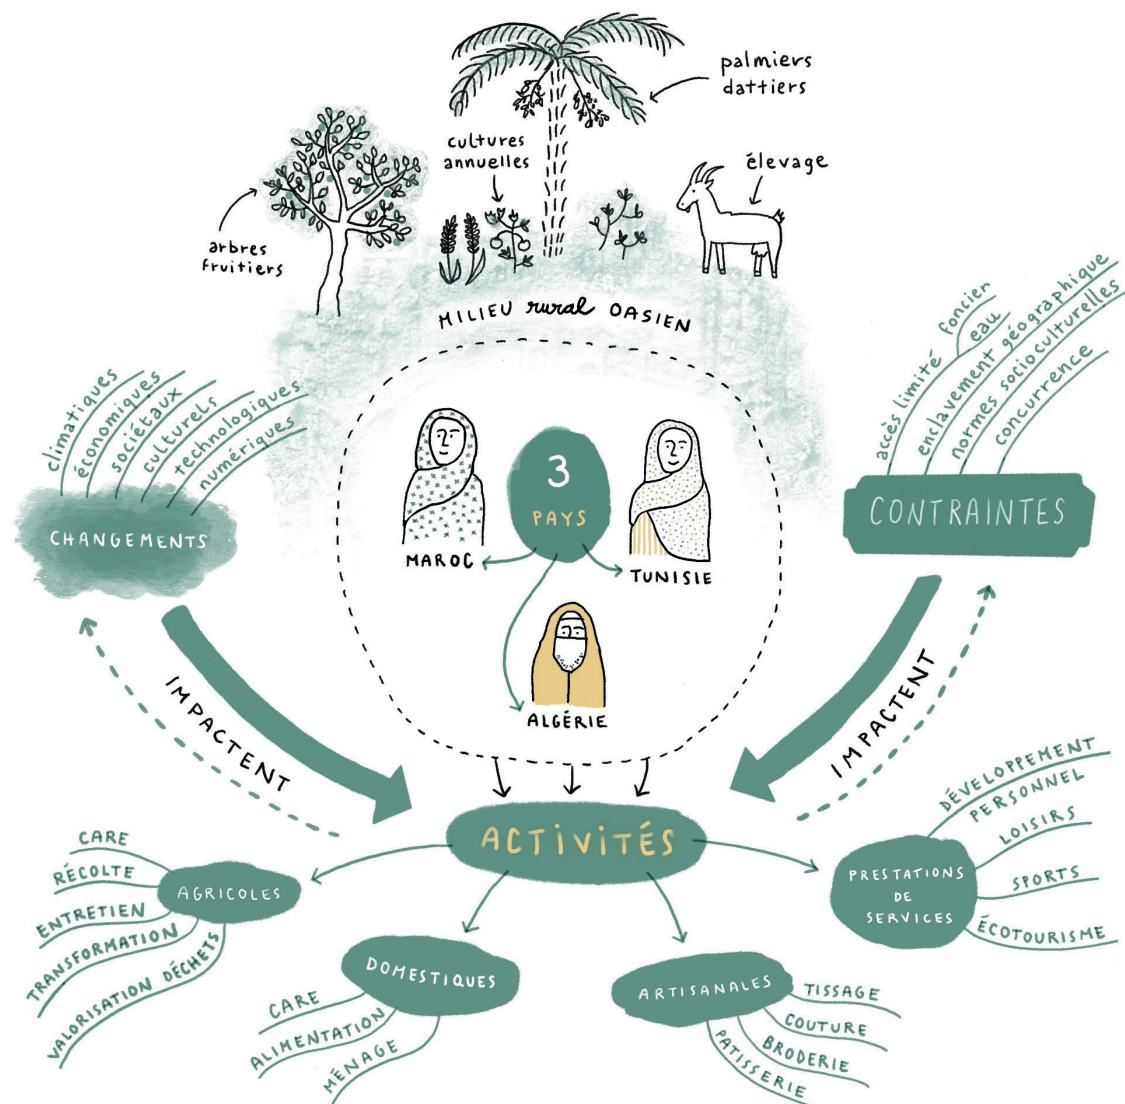 palmiers
dattiers
cultures
annuelles
élevage
arbres
fruitiers
MILIEU rural OASIEN
climatiques
économiques
sociétaux
culturels
technologiques
numériques
CHANGEMENTS
accès limité
foncier
eau
enclavement géographique
normes socioculturelles
concurrence
CONTRAINTES
3
PAYS
MAROC
TUNISIE
ALGÉRIE
IMPACTENT
IMPACTENT
ACTIVITÉS
AGRICOLES
CARE
RÉCOLTE
ENTRETIEN
TRANSFORMATION
VALORISATION DÉCHETS
DOMESTIQUES
CARE
ALIMENTATION
MÉNAGE
ARTISANALES
TISSAGE
COUTURE
BRODERIE
PATISSERIE
PRESTATIONS
DE
SERVICES
DÉVELOPPEMENT
PERSONNEL
LOISIRS
SPORTS
ÉCOTOURISME